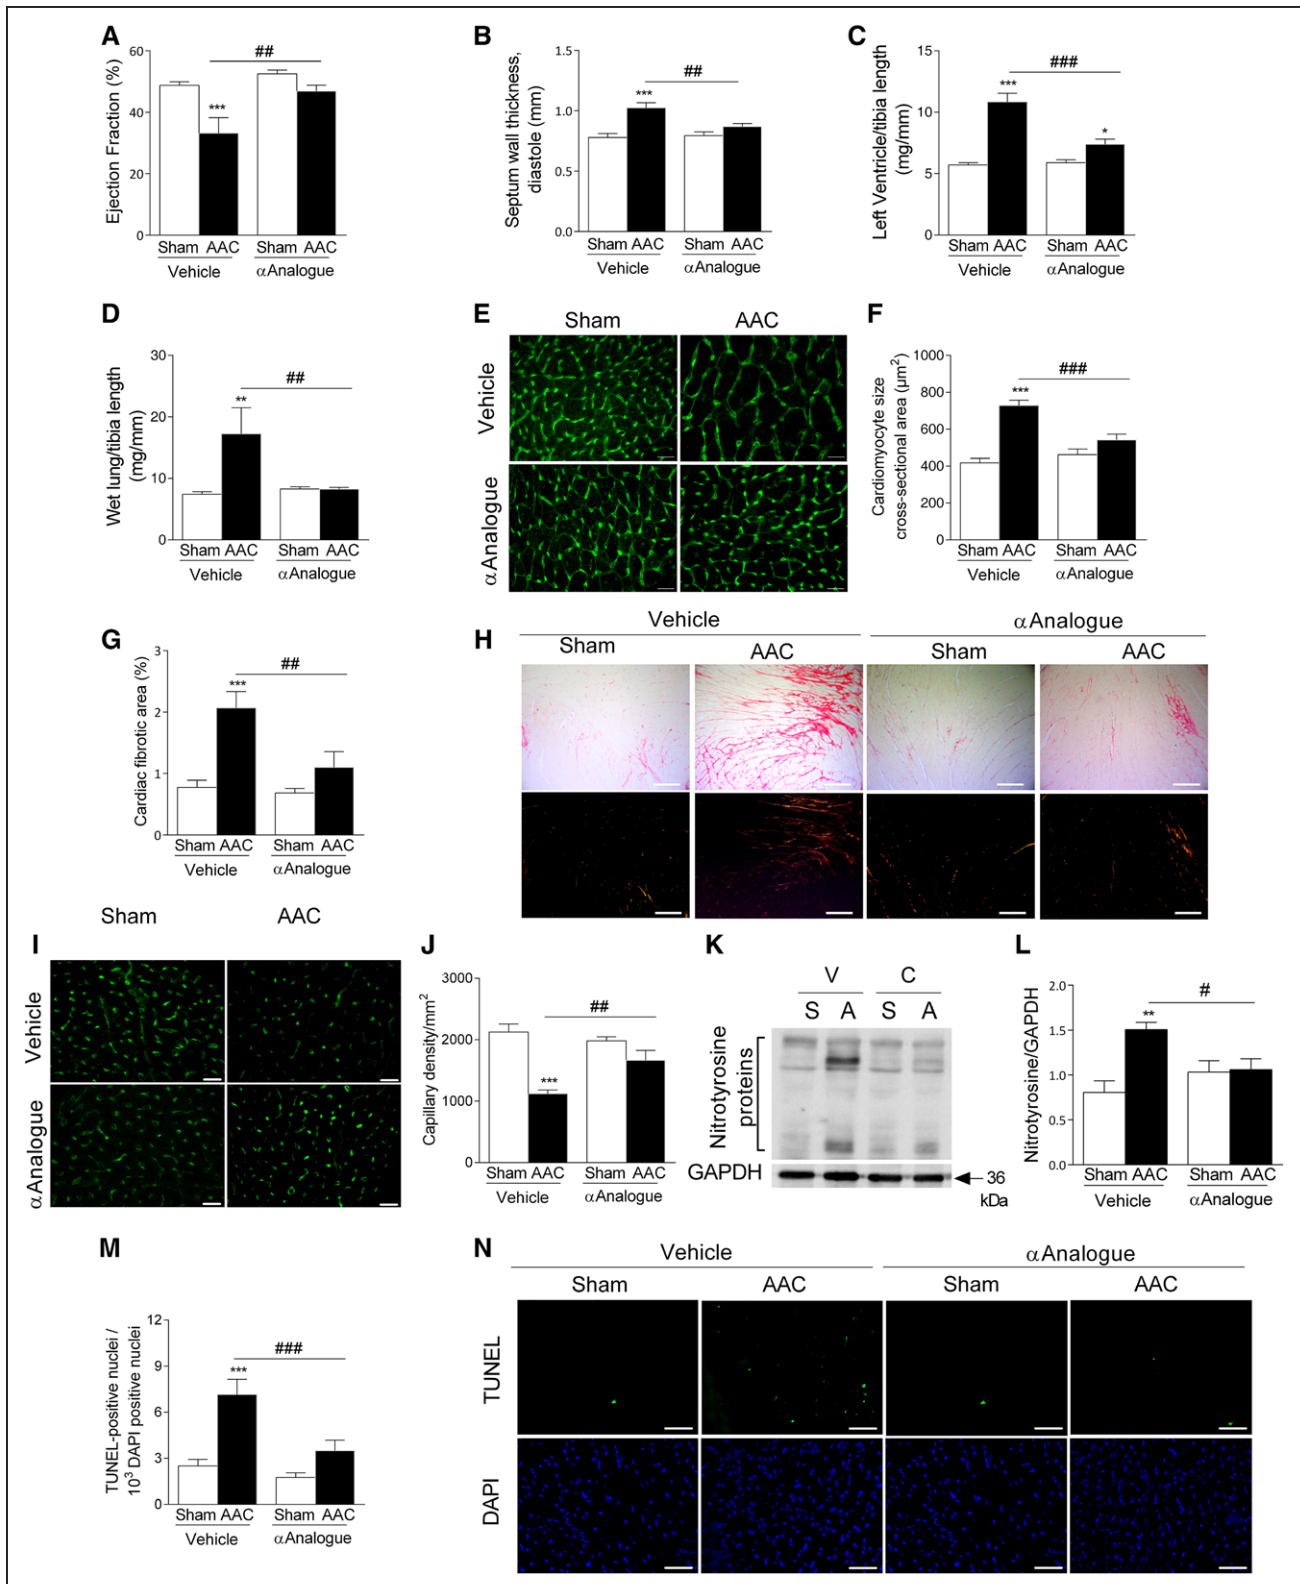 A
Ejection Fraction (%)
60
40
20
0
***
##
Sham AAC Sham AAC
Vehicle αAnalogue
B
Septum wall thickness,
diastole (mm)
1.5
1.0
0.5
0.0
***
##
Sham AAC Sham AAC
Vehicle αAnalogue
C
Left Ventricle/tibia length
(mg/mm)
15
10
5
0
***
###
*
Sham AAC Sham AAC
Vehicle αAnalogue
D
Wet lung/tibia length
(mg/mm)
30
20
10
0
**
##
Sham AAC Sham AAC
Vehicle αAnalogue
E
Sham AAC
Vehicle
αAnalogue
F
Cardiomyocyte size
cross-sectional area (μm²)
1000
800
600
400
200
0
***
###
Sham AAC Sham AAC
Vehicle αAnalogue
G
Cardiac fibrotic area (%)
3
2
1
0
***
##
Sham AAC Sham AAC
Vehicle αAnalogue
H
Vehicle αAnalogue
Sham AAC Sham AAC
I
Sham AAC
Vehicle
αAnalogue
J
Capillary density/mm²
3000
2000
1000
0
***
##
Sham AAC Sham AAC
Vehicle αAnalogue
K
V C
S A S A
Nitrotyrosine
proteins
GAPDH
36
kDa
L
Nitrotyrosine/GAPDH
2.0
1.5
1.0
0.5
0.0
**
#
Sham AAC Sham AAC
Vehicle αAnalogue
M
TUNEL-positive nuclei /
10³ DAPI positive nuclei
12
9
6
3
0
***
###
Sham AAC Sham AAC
Vehicle αAnalogue
N
Vehicle αAnalogue
Sham AAC Sham AAC
TUNEL
DAPI